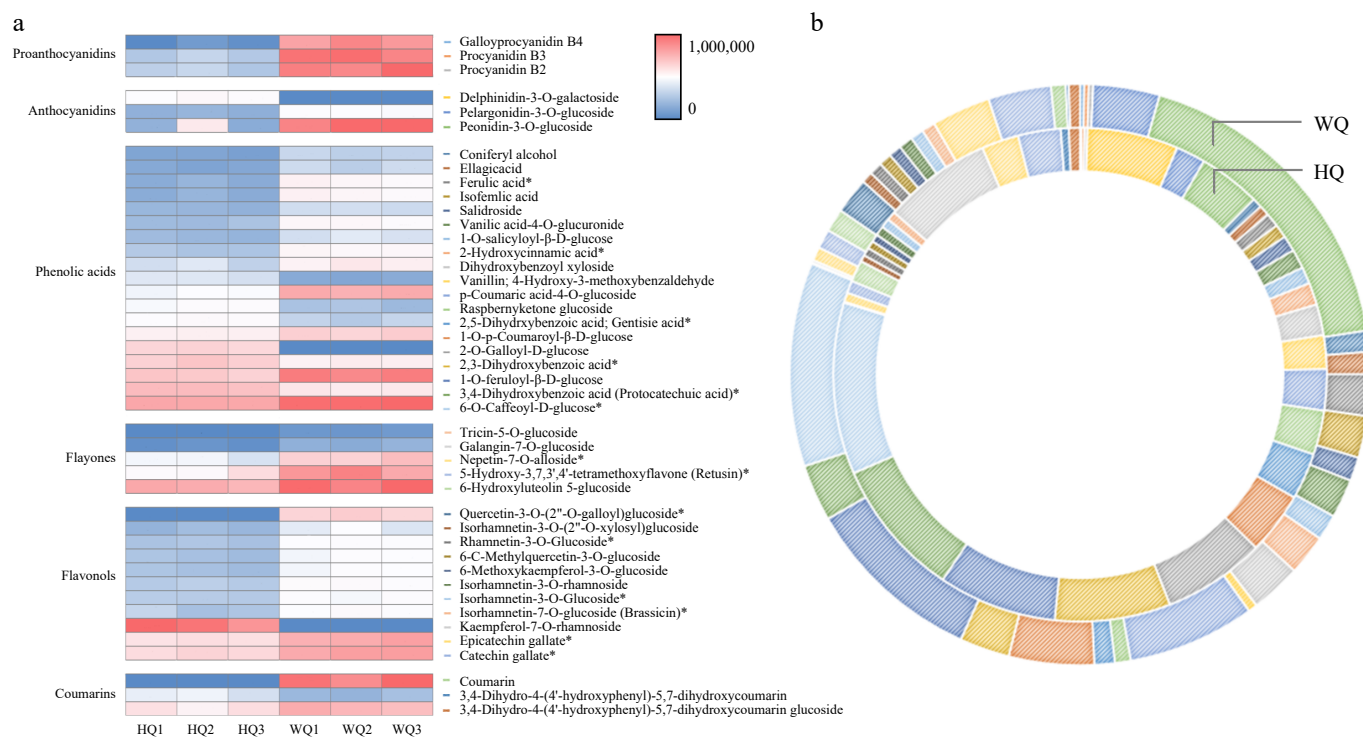 a
b
Proanthocyanidins
Galloyprocyanidin B4
Procyanidin B3
Procyanidin B2
1,000,000
0
Anthocyanidins
Delphinidin-3-O-galactoside
Pelargonidin-3-O-glucoside
Peonidin-3-O-glucoside
Phenolic acids
Coniferyl alcohol
Ellagicacid
Ferulic acid*
Isofemlic acid
Salidroside
Vanilic acid-4-O-glucuronide
1-O-salicyloyl-β-D-glucose
2-Hydroxycinnamic acid*
Dihydroxybenzoyl xyloside
Vanillin; 4-Hydroxy-3-methoxybenzaldehyde
p-Coumaric acid-4-O-glucoside
Raspbernyketone glucoside
2,5-Dihydrxybenzoic acid; Gentisie acid*
1-O-p-Coumaroyl-β-D-glucose
2-O-Galloyl-D-glucose
2,3-Dihydroxybenzoic acid*
1-O-feruloyl-β-D-glucose
3,4-Dihydroxybenzoic acid (Protocatechuic acid)*
6-O-Caffeoyl-D-glucose*
Flayones
Tricin-5-O-glucoside
Galangin-7-O-glucoside
Nepetin-7-O-alloside*
5-Hydroxy-3,7,3',4'-tetramethoxyflavone (Retusin)*
6-Hydroxyluteolin 5-glucoside
Flavonols
Quercetin-3-O-(2"-O-galloyl)glucoside*
Isorhamnetin-3-O-(2"-O-xylosyl)glucoside
Rhamnetin-3-O-Glucoside*
6-C-Methylquercetin-3-O-glucoside
6-Methoxykaempferol-3-O-glucoside
Isorhamnetin-3-O-rhamnoside
Isorhamnetin-3-O-Glucoside*
Isorhamnetin-7-O-glucoside (Brassicin)*
Kaempferol-7-O-rhamnoside
Epicatechin gallate*
Catechin gallate*
Coumarins
Coumarin
3,4-Dihydro-4-(4'-hydroxyphenyl)-5,7-dihydroxycoumarin
3,4-Dihydro-4-(4'-hydroxyphenyl)-5,7-dihydroxycoumarin glucoside
HQ1 HQ2 HQ3 WQ1 WQ2 WQ3
WQ
HQ